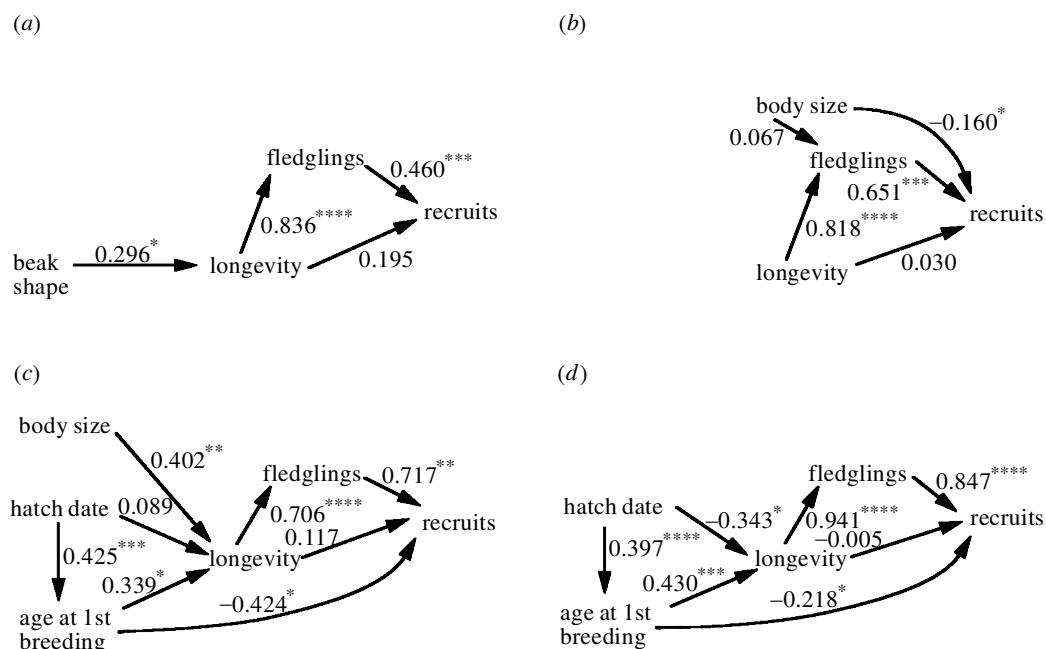 (a)
fledglings
0.460***
0.836****
recruits
0.296*
beak
shape
longevity
0.195
(b)
body size
−0.160*
0.067
fledglings
0.651***
recruits
0.818****
longevity
0.030
(c)
body size
0.402**
fledglings
0.717**
hatch date
0.089
0.706****
recruits
0.117
0.425***
longevity
0.339*
−0.424*
age at 1st
breeding
(d)
fledglings
0.847****
hatch date
−0.343*
0.941****
recruits
−0.005
0.397****
longevity
0.430***
−0.218*
age at 1st
breeding